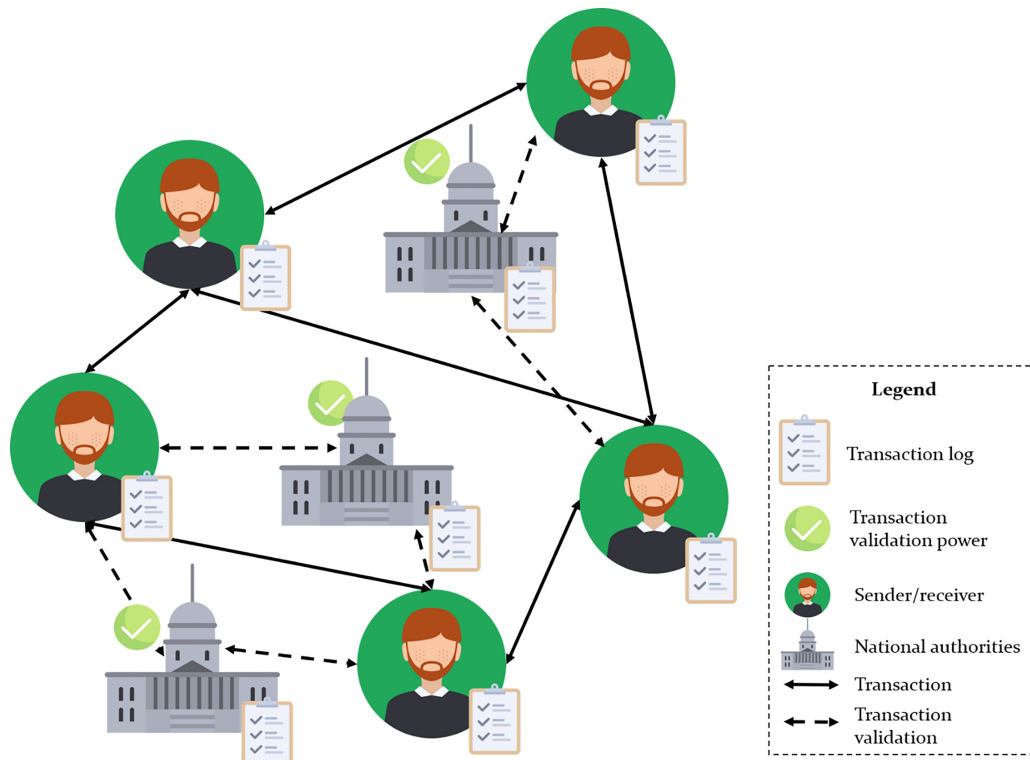 Legend
Transaction log
Transaction
validation power
Sender/receiver
National authorities
Transaction
Transaction
validation